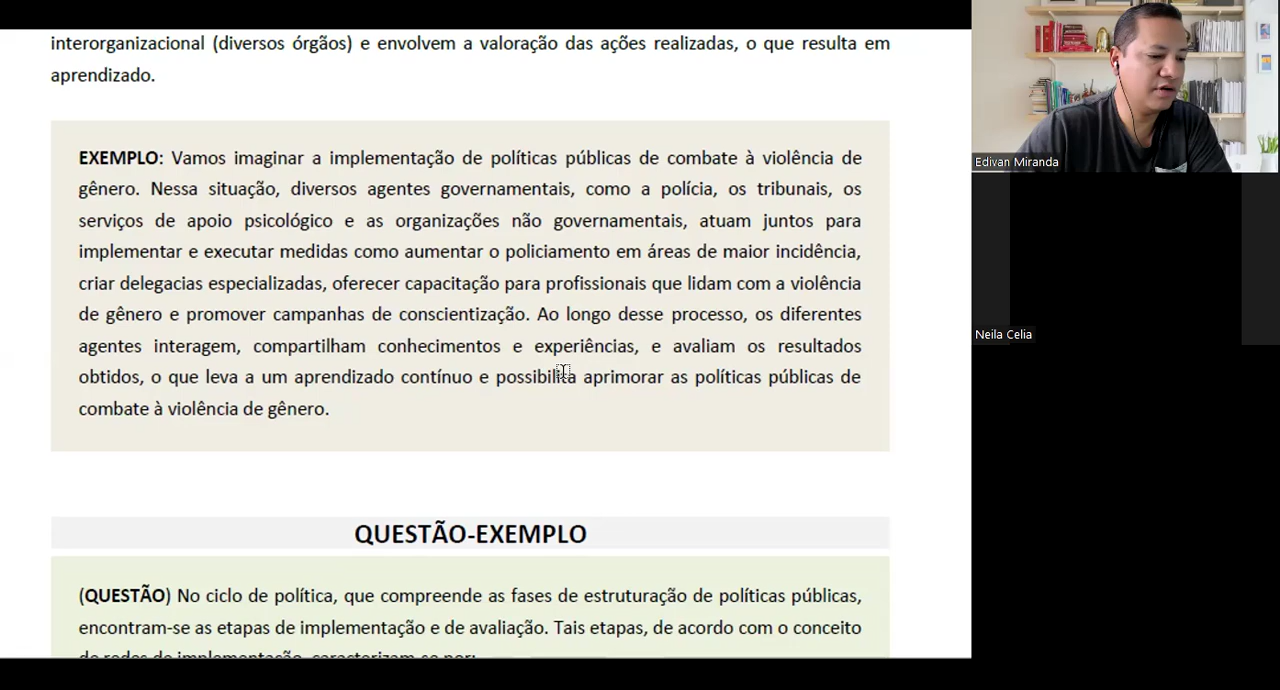 interorganizacional (diversos órgãos) e envolvem a valoração das ações realizadas, o que resulta em
aprendizado.
EXEMPLO: Vamos imaginar a implementação de políticas públicas de combate à violência de
gênero. Nessa situação, diversos agentes governamentais, como a polícia, os tribunais, os
serviços de apoio psicológico e as organizações não governamentais, atuam juntos para
implementar e executar medidas como aumentar o policiamento em áreas de maior incidência,
criar delegacias especializadas, oferecer capacitação para profissionais que lidam com a violência
de gênero e promover campanhas de conscientização. Ao longo desse processo, os diferentes
agentes interagem, compartilham conhecimentos e experiências, e avaliam os resultados
obtidos, o que leva a um aprendizado contínuo e possibilita aprimorar as políticas públicas de
combate à violência de gênero.
QUESTÃO-EXEMPLO
(QUESTÃO) No ciclo de política, que compreende as fases de estruturação de políticas públicas,
encontram-se as etapas de implementação e de avaliação. Tais etapas, de acordo com o conceito
de redes de implementação, caracterizam-se por:
Edivan Miranda
Neila Celia